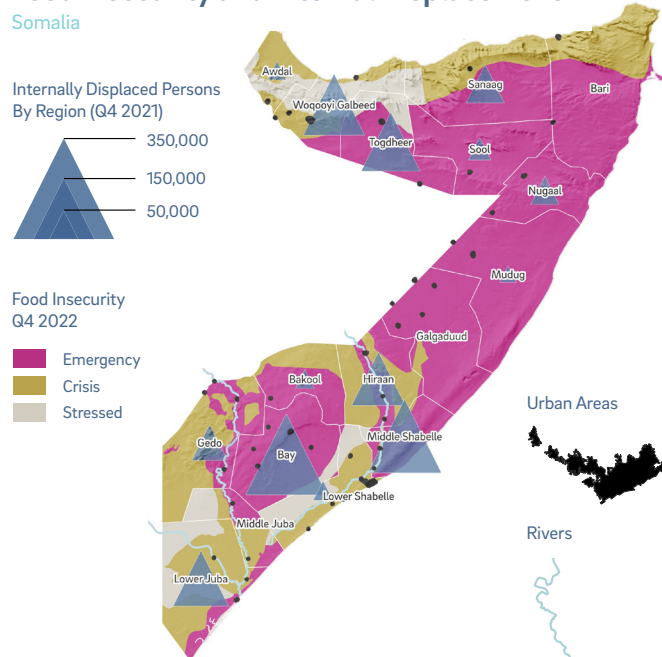 Somalia
Internally Displaced Persons
By Region (Q4 2021)
350,000
150,000
50,000
Food Insecurity
Q4 2022
Emergency
Crisis
Stressed
Awdal
Woqooyi Galbeed
Togdheer
Sanaag
Bari
Sool
Nugaal
Mudug
Galgaduud
Hiraan
Bakool
Middle Shabelle
Gedo
Bay
Lower Shabelle
Middle Juba
Lower Juba
Urban Areas
Rivers